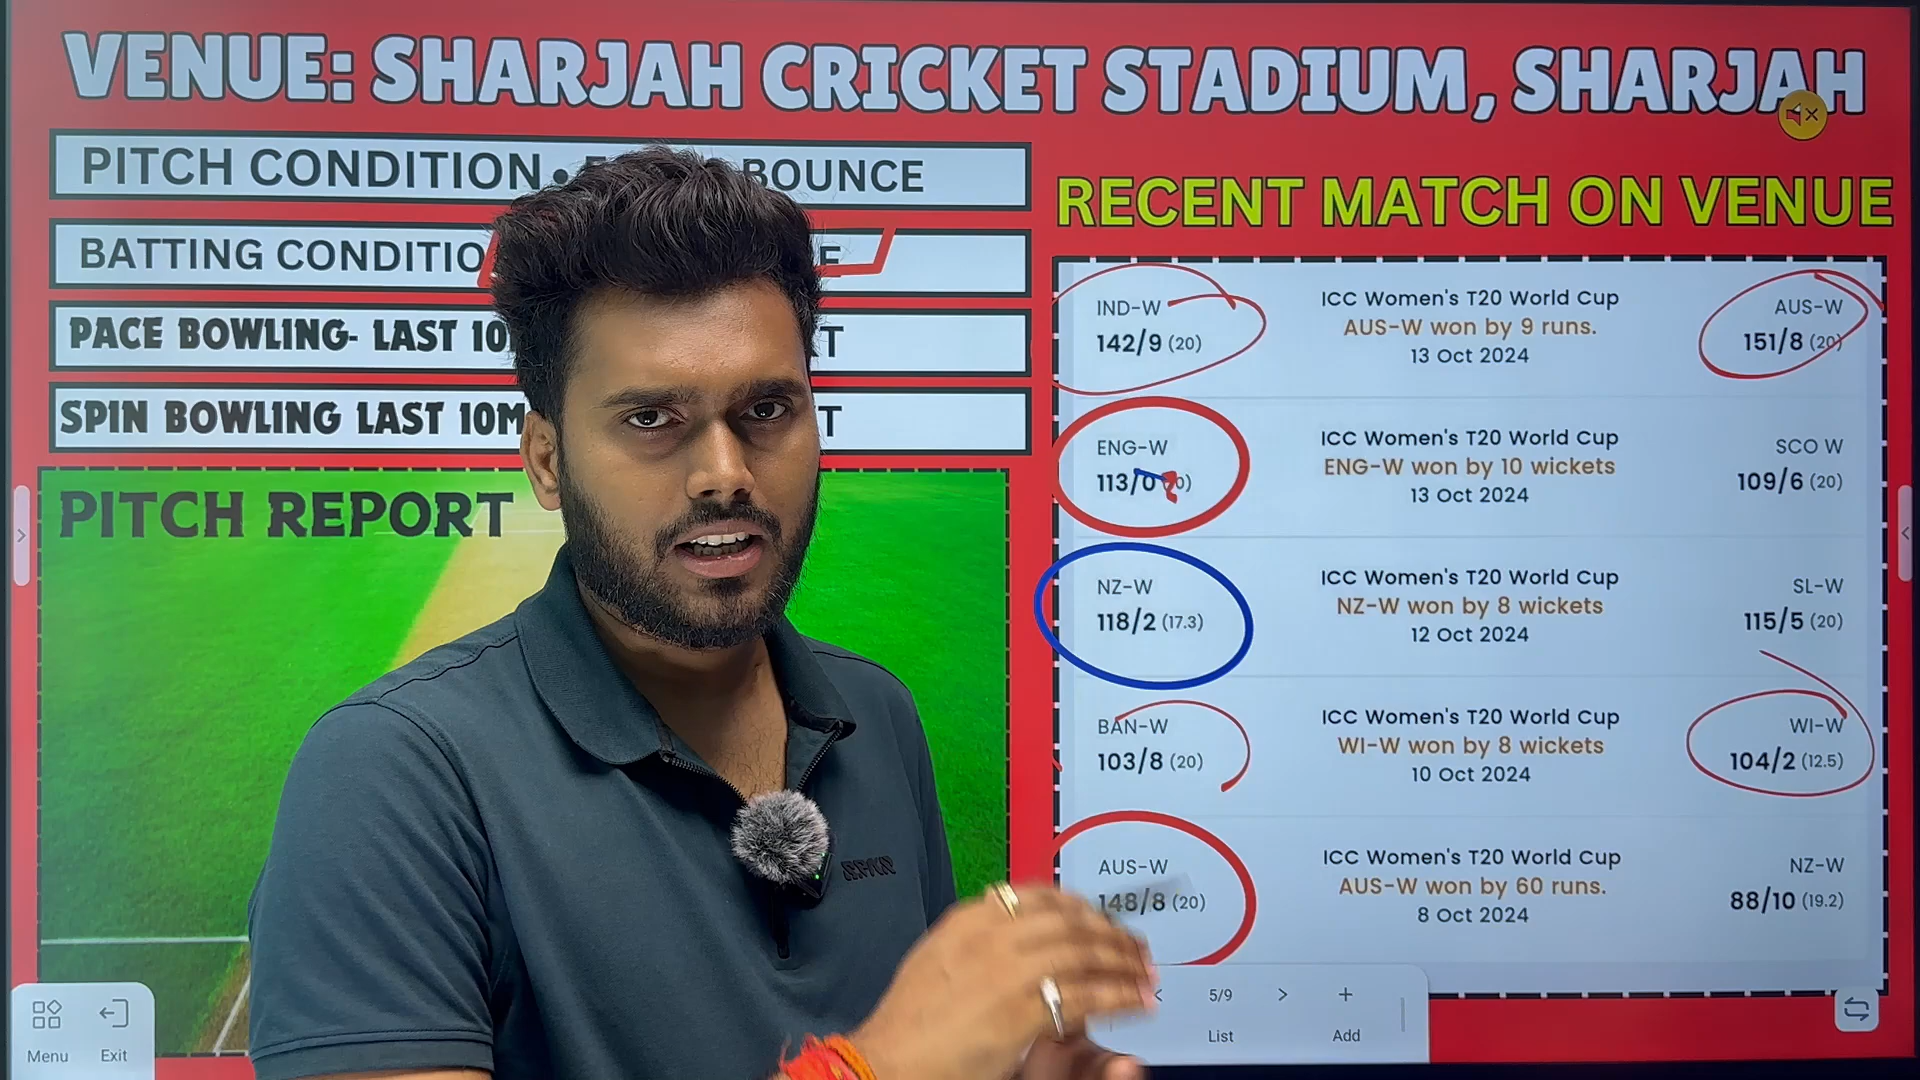 VENUE: SHARJAH CRICKET STADIUM, SHARJAH
PITCH CONDITION • BOUNCE
BATTING CONDITIO
PACE BOWLING- LAST 10
SPIN BOWLING LAST 10M
PITCH REPORT
RECENT MATCH ON VENUE
IND-W ICC Women's T20 World Cup AUS-W
142/9 (20) AUS-W won by 9 runs. 151/8 (20)
13 Oct 2024
ENG-W ICC Women's T20 World Cup SCO W
113/0 ENG-W won by 10 wickets 109/6 (20)
13 Oct 2024
NZ-W ICC Women's T20 World Cup SL-W
118/2 (17.3) NZ-W won by 8 wickets 115/5 (20)
12 Oct 2024
BAN-W ICC Women's T20 World Cup WI-W
103/8 (20) WI-W won by 8 wickets 104/2 (12.5)
10 Oct 2024
AUS-W ICC Women's T20 World Cup NZ-W
148/8 (20) AUS-W won by 60 runs. 88/10 (19.2)
8 Oct 2024
< 5/9 > +
List Add
Menu Exit